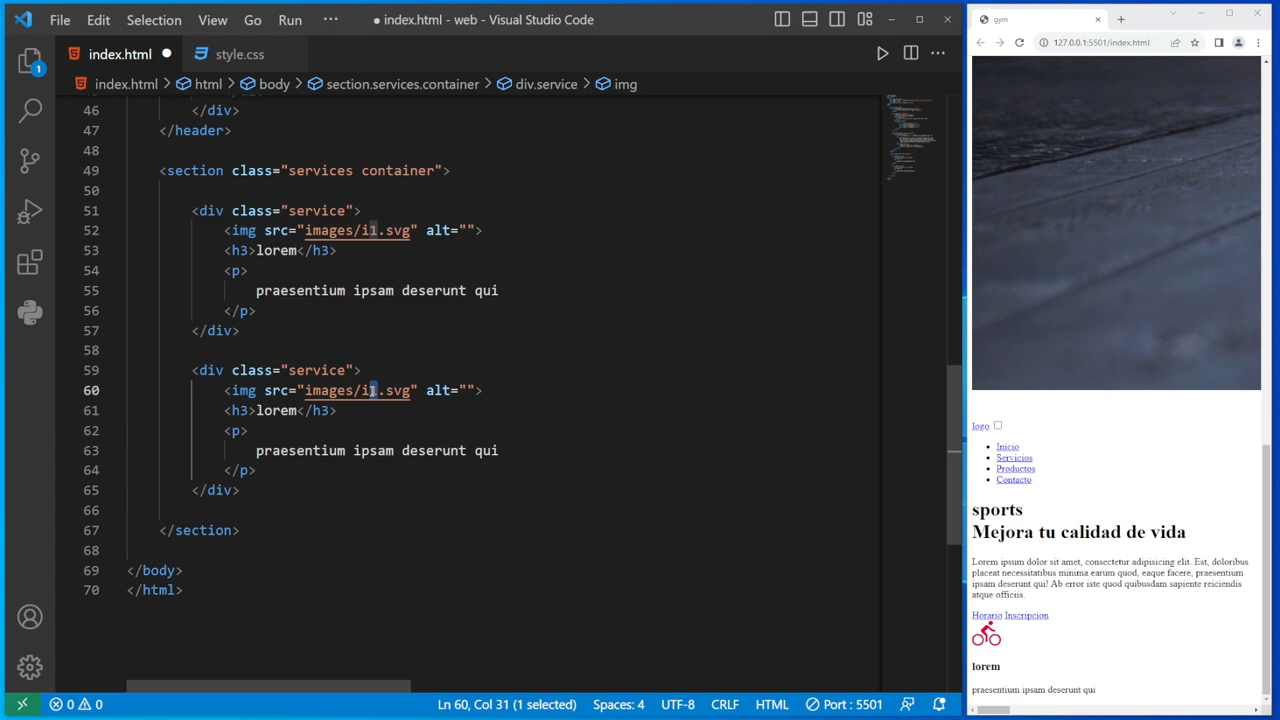 File Edit Selection View Go Run ··· ● index.html - web - Visual Studio Code
index.html ● style.css
index.html > html > body > section.services.container > div.service > img
46 </div>
47 </header>
48
49 <section class="services container">
50
51 <div class="service">
52 <img src="images/i1.svg" alt="">
53 <h3>lorem</h3>
54 <p>
55 praesentium ipsam deserunt qui
56 </p>
57 </div>
58
59 <div class="service">
60 <img src="images/i1.svg" alt="">
61 <h3>lorem</h3>
62 <p>
63 praesentium ipsam deserunt qui
64 </p>
65 </div>
66
67 </section>
68
69 </body>
70 </html>
1
0 0 Ln 60, Col 31 (1 selected) Spaces: 4 UTF-8 CRLF HTML Port : 5501
gym
127.0.0.1:5501/index.html
logo
Inicio
Servicios
Productos
Contacto
sports
Mejora tu calidad de vida
Lorem ipsum dolor sit amet, consectetur adipisicing elit. Est, doloribus
placeat necessitatibus minima earum quod, eaque facere, praesentium
ipsam deserunt qui! Ab error iste quod quibusdam sapiente reiciendis
atque officiis.
Horario Inscripcion
lorem
praesentium ipsam deserunt qui